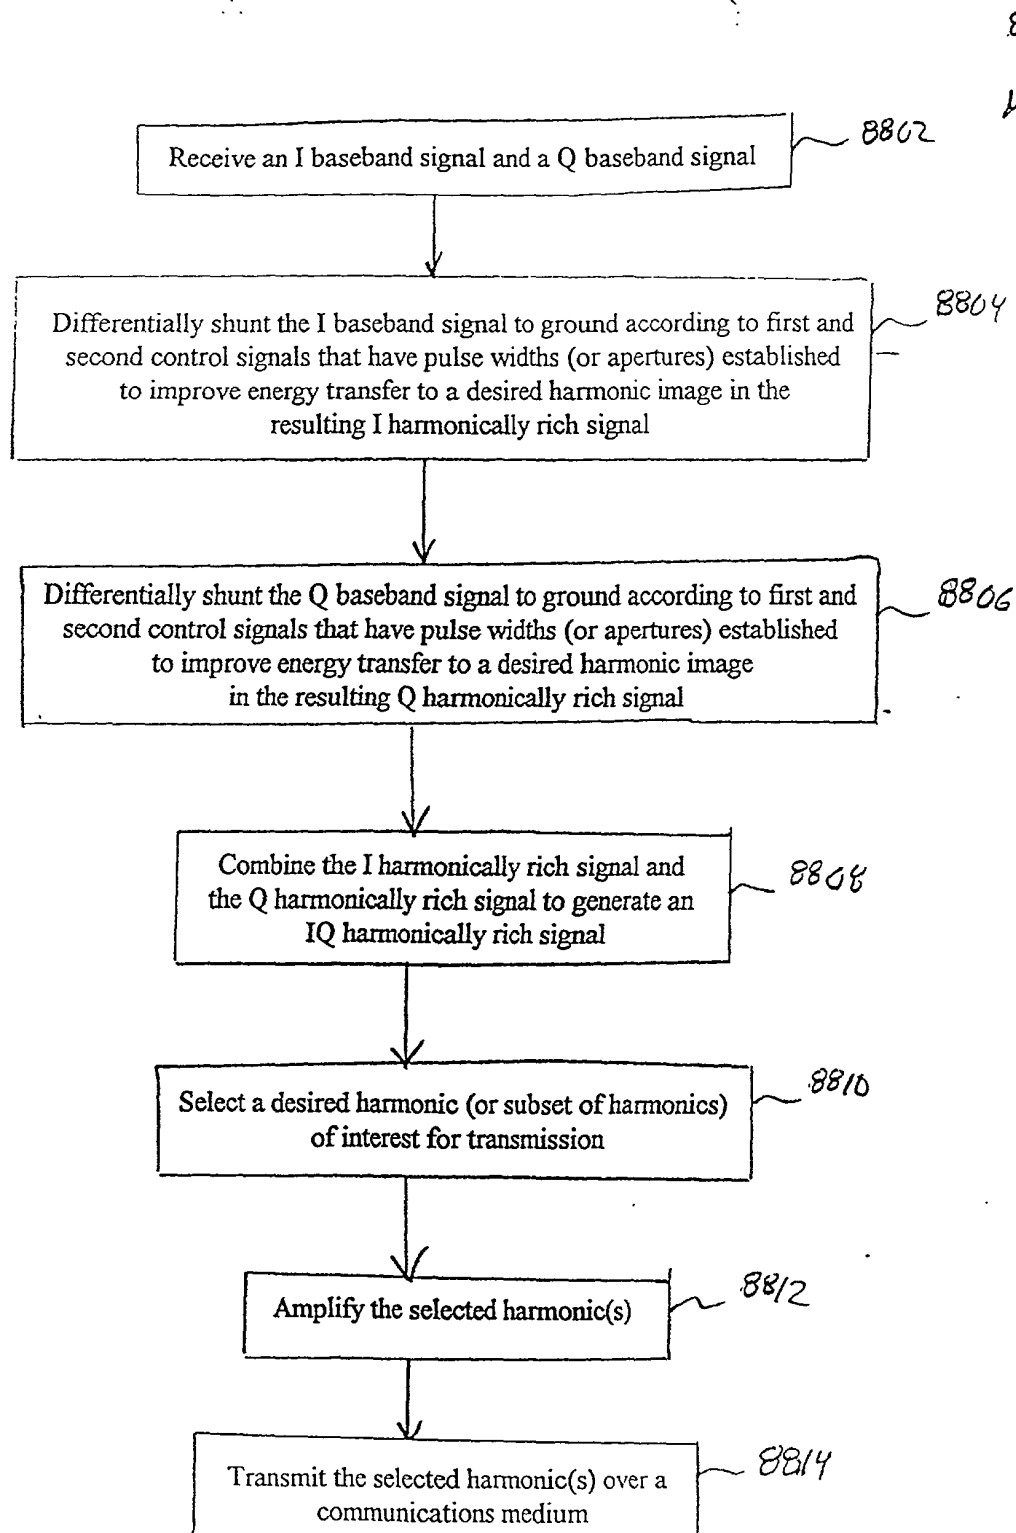 Receive an I baseband signal and a Q baseband signal
8802
Differentially shunt the I baseband signal to ground according to first and
second control signals that have pulse widths (or apertures) established
to improve energy transfer to a desired harmonic image in the
resulting I harmonically rich signal
8804
Differentially shunt the Q baseband signal to ground according to first and
second control signals that have pulse widths (or apertures) established
to improve energy transfer to a desired harmonic image
in the resulting Q harmonically rich signal
8806
Combine the I harmonically rich signal and
the Q harmonically rich signal to generate an
IQ harmonically rich signal
8808
Select a desired harmonic (or subset of harmonics)
of interest for transmission
8810
Amplify the selected harmonic(s)
8812
Transmit the selected harmonic(s) over a
communications medium
8814